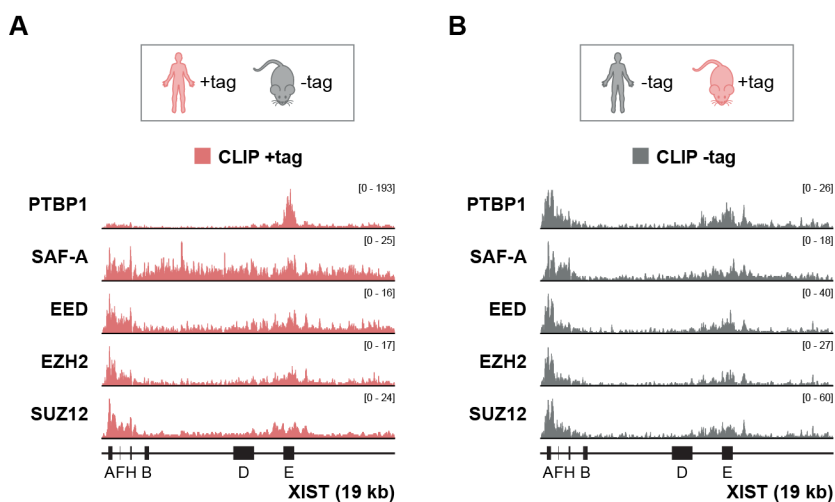 A
+tag
-tag
CLIP +tag
PTBP1
[0 - 193]
SAF-A
[0 - 25]
EED
[0 - 16]
EZH2
[0 - 17]
SUZ12
[0 - 24]
A F H B D E
XIST (19 kb)
B
-tag
+tag
CLIP -tag
PTBP1
[0 - 26]
SAF-A
[0 - 18]
EED
[0 - 40]
EZH2
[0 - 27]
SUZ12
[0 - 60]
A F H B D E
XIST (19 kb)